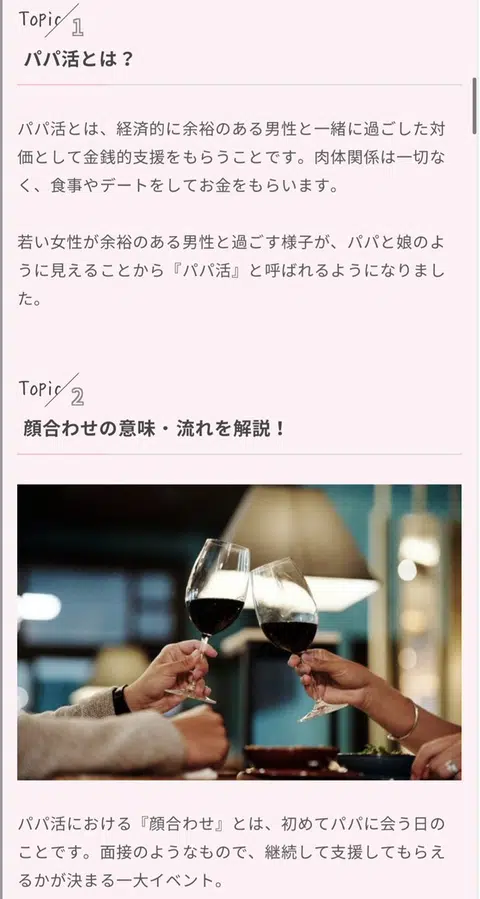 Topic 1
パパ活とは？
パパ活とは、経済的に余裕のある男性と一緒に過ごした対
価として金銭的支援をもらうことです。肉体関係は一切な
く、食事やデートをしてお金をもらいます。
若い女性が余裕のある男性と過ごす様子が、パパと娘のよ
うに見えることから『パパ活』と呼ばれるようになりまし
た。
Topic 2
顔合わせの意味・流れを解説！
パパ活における『顔合わせ』とは、初めてパパに会う日の
ことです。面接のようなもので、継続して支援してもらえ
るかが決まる一大イベント。